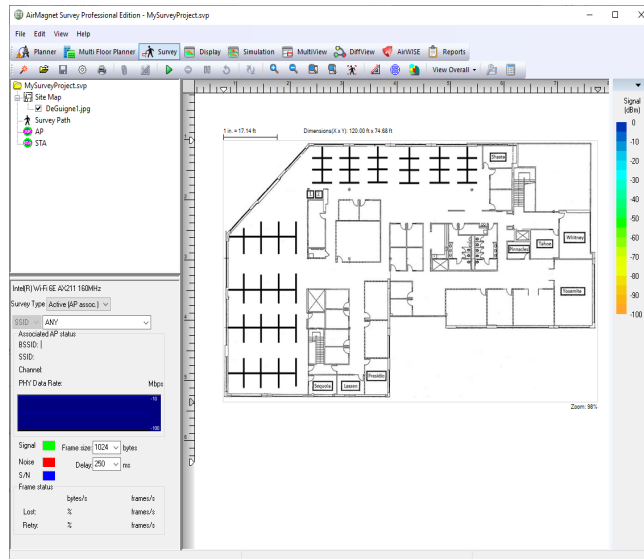 AirMagnet Survey Professional Edition - MySurveyProject.svp
File Edit View Help
Planner Multi Floor Planner Survey Display Simulation MultiView DiffView AirWISE Reports
View Overall
MySurveyProject.svp
Site Map
DeGuigne1.jpg
Survey Path
AP
STA
Intel(R) Wi-Fi 6E AX211 160MHz
Survey Type Active (AP assoc.)
SSID ANY
Associated AP status
BSSID:
SSID:
Channel:
PHY Data Rate: Mbps
-10
-100
Signal Frame size: 1024 bytes
Noise Delay: 250 ms
S/N
Frame status
bytes/s frames/s
Lost: % frames/s
Retry: % frames/s
1 in. = 17.14 ft Dimensions(X x Y): 120.00 ft x 74.68 ft
Shasta
Whitney
Tahoe
Pinnacles
Yosemite
Presidio
Sequoia Lassen
Zoom: 98%
Signal
(dBm)
0
-10
-20
-30
-40
-50
-60
-70
-80
-90
-100